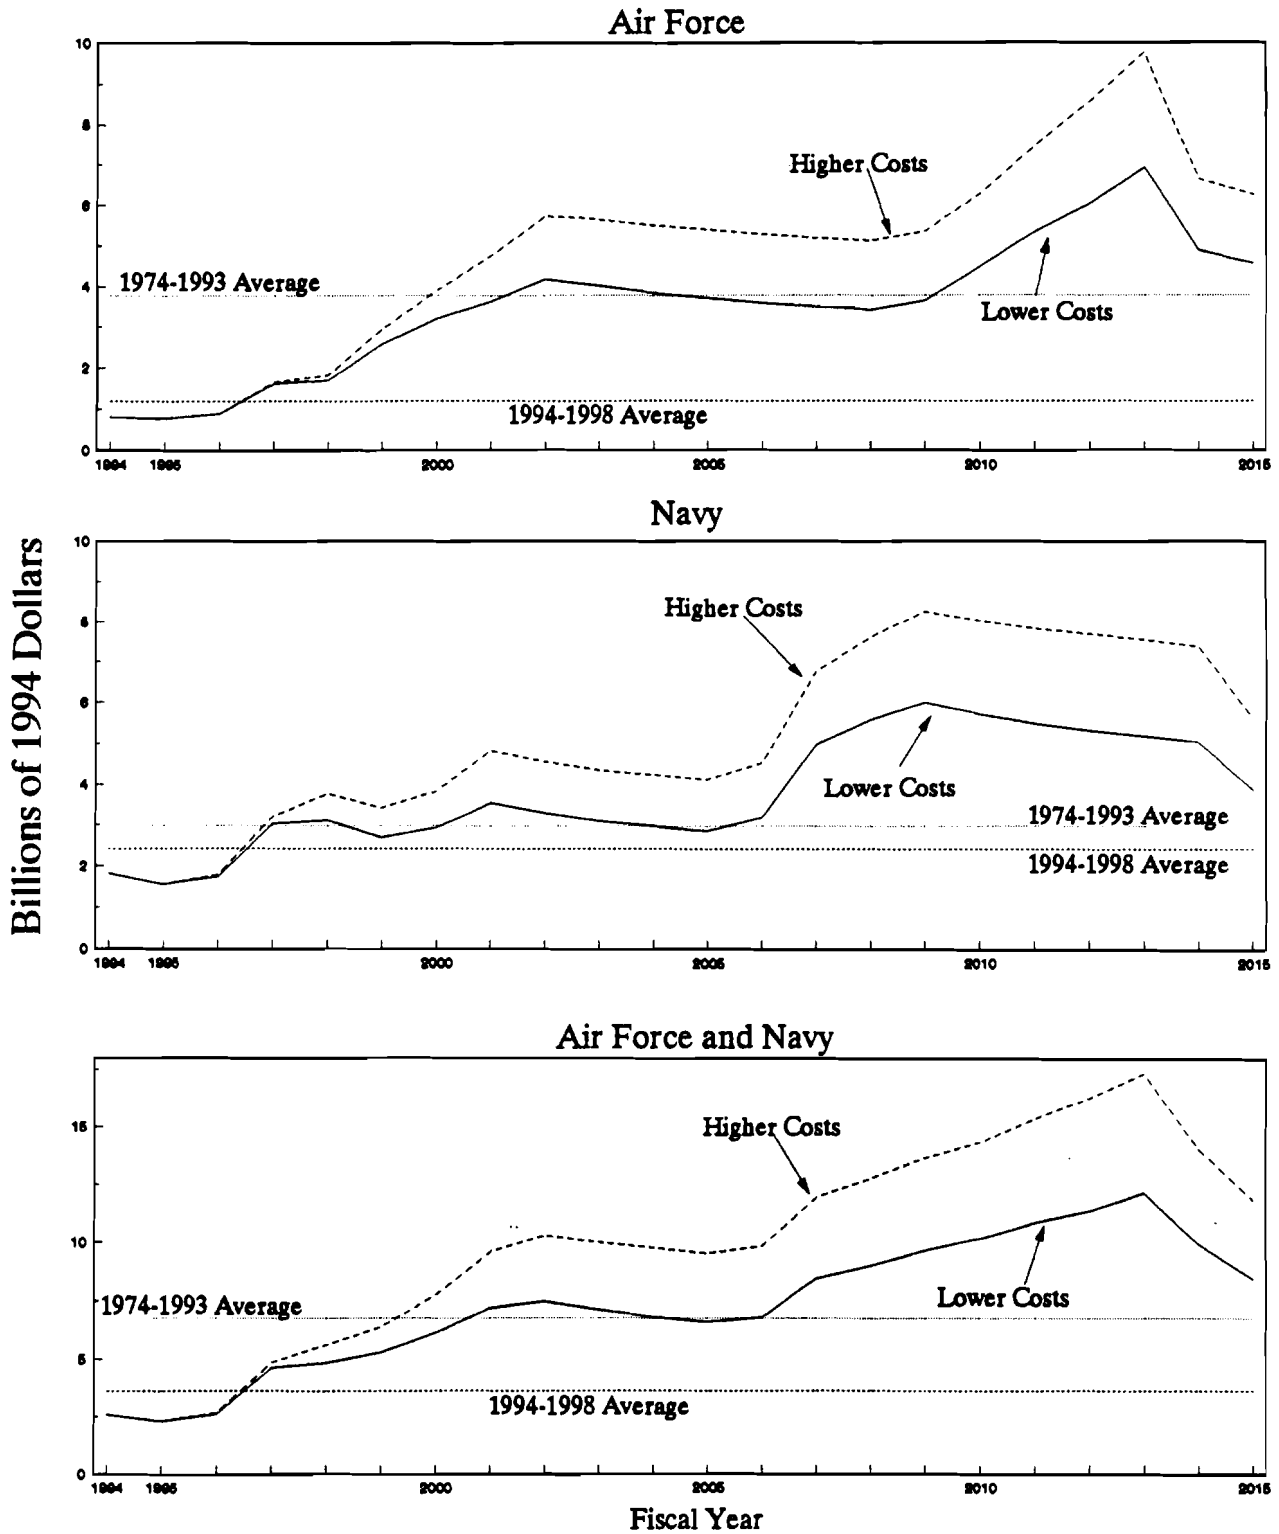 Air Force
10
8
Higher Costs
6
1974-1993 Average
4
Lower Costs
2
1994-1998 Average
0
1994 1995 2000 2005 2010 2015
Billions of 1994 Dollars
Navy
10
8
Higher Costs
6
Lower Costs
4
1974-1993 Average
2
1994-1998 Average
0
1994 1995 2000 2005 2010 2015
Air Force and Navy
15
Higher Costs
10
Lower Costs
1974-1993 Average
5
1994-1998 Average
0
1994 1995 2000 2005 2010 2015
Fiscal Year